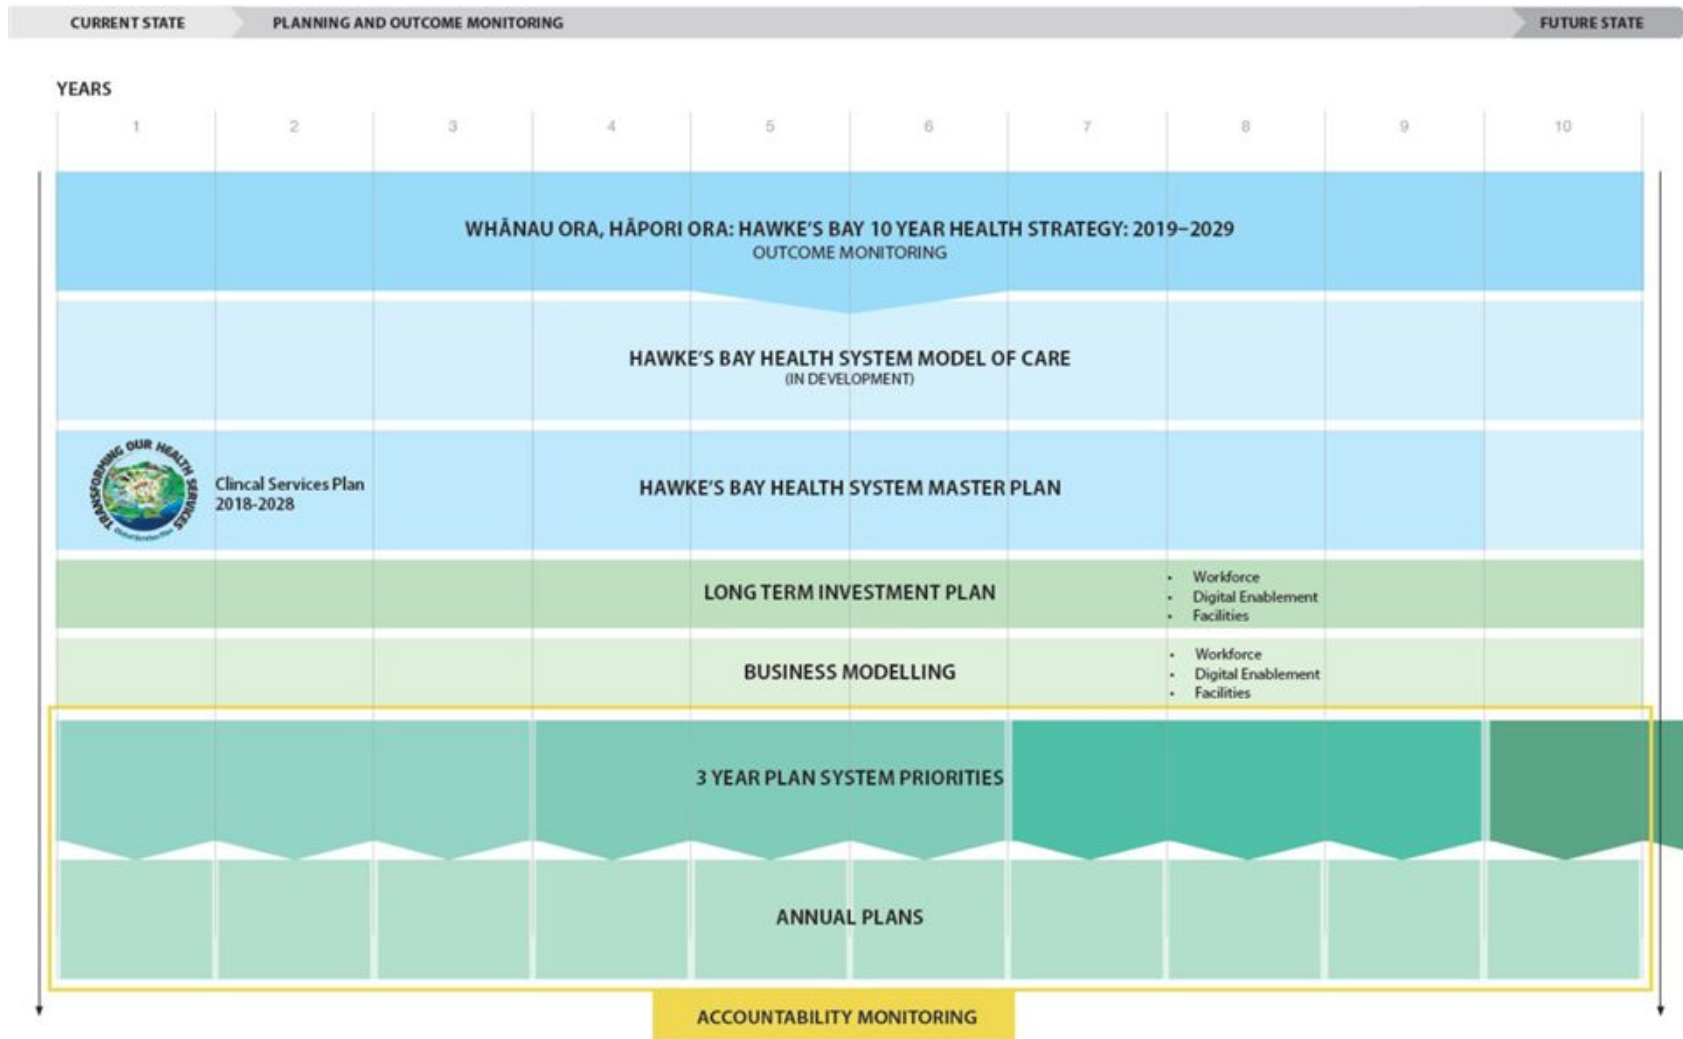 CURRENT STATE
PLANNING AND OUTCOME MONITORING
FUTURE STATE
YEARS
1 2 3 4 5 6 7 8 9 10
WHĀNAU ORA, HĀPORI ORA: HAWKE'S BAY 10 YEAR HEALTH STRATEGY: 2019–2029
OUTCOME MONITORING
HAWKE'S BAY HEALTH SYSTEM MODEL OF CARE
(IN DEVELOPMENT)
TRANSFORMING OUR HEALTH SERVICES
Clincal Services Plan
2018-2028
HAWKE'S BAY HEALTH SYSTEM MASTER PLAN
LONG TERM INVESTMENT PLAN
• Workforce
• Digital Enablement
• Facilities
BUSINESS MODELLING
• Workforce
• Digital Enablement
• Facilities
3 YEAR PLAN SYSTEM PRIORITIES
ANNUAL PLANS
ACCOUNTABILITY MONITORING